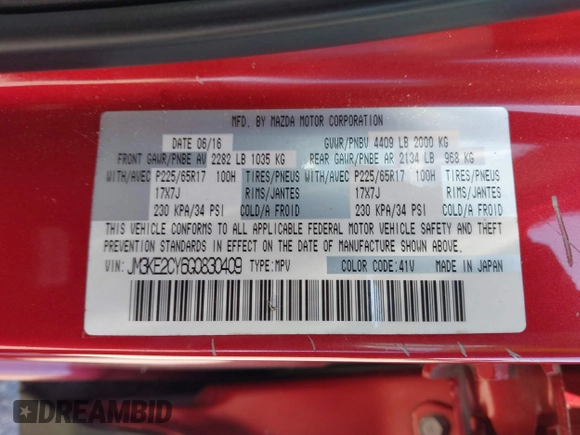 MFD. BY MAZDA MOTOR CORPORATION
DATE 06/16 GVWR/PNBV 4409 LB 2000 KG
FRONT GAWR/PNBE AV 2282 LB 1035 KG REAR GAWR/PNBE AR 2134 LB 968 KG
WITH/AVEC P225/65R17 100H TIRES/PNEUS WITH/AVEC P225/65R17 100H TIRES/PNEUS
17X7J RIMS/JANTES 17X7J RIMS/JANTES
230 KPA/34 PSI COLD/A FROID 230 KPA/34 PSI COLD/A FROID
THIS VEHICLE CONFORMS TO ALL APPLICABLE FEDERAL MOTOR VEHICLE SAFETY AND THEFT
PREVENTION STANDARDS IN EFFECT ON THE DATE OF MANUFACTURE SHOWN ABOVE.
VIN: JM3KE2CY6G0830409 TYPE:MPV COLOR CODE:41V MADE IN JAPAN
DREAMBID